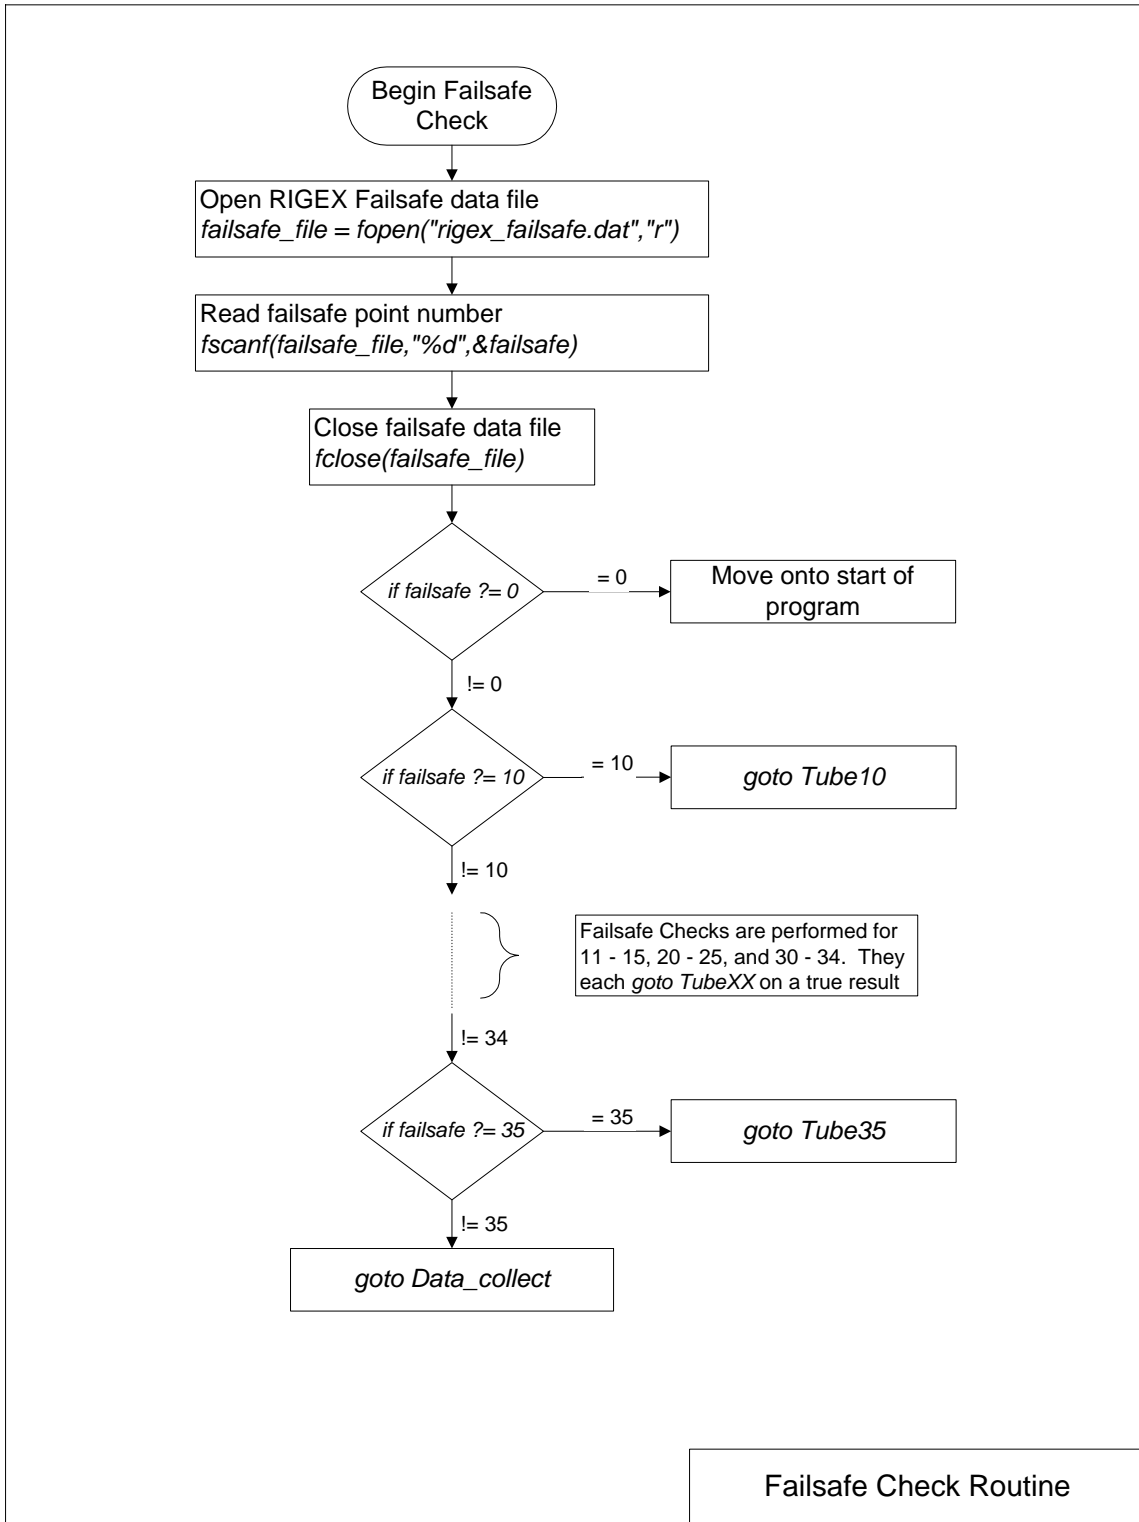 Begin Failsafe
Check
Open RIGEX Failsafe data file
failsafe_file = fopen("rigex_failsafe.dat","r")
Read failsafe point number
fscanf(failsafe_file,"%d",&failsafe)
Close failsafe data file
fclose(failsafe_file)
if failsafe ?= 0
= 0
Move onto start of
program
!= 0
if failsafe ?= 10
= 10
goto Tube10
!= 10
Failsafe Checks are performed for
11 - 15, 20 - 25, and 30 - 34.  They
each goto TubeXX on a true result
!= 34
if failsafe ?= 35
= 35
goto Tube35
!= 35
goto Data_collect
Failsafe Check Routine